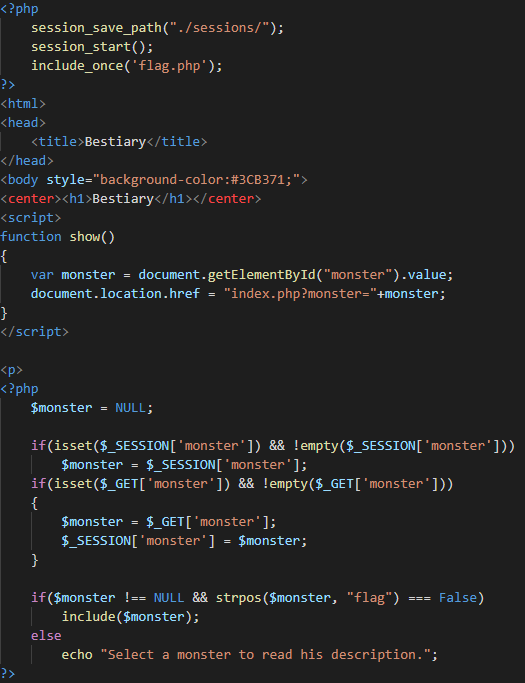 <?php
    session_save_path("./sessions/");
    session_start();
    include_once('flag.php');
?>
<html>
<head>
    <title>Bestiary</title>
</head>
<body style="background-color:#3CB371;">
<center><h1>Bestiary</h1></center>
<script>
function show()
{
    var monster = document.getElementById("monster").value;
    document.location.href = "index.php?monster="+monster;
}
</script>

<p>
<?php
    $monster = NULL;

    if(isset($_SESSION['monster']) && !empty($_SESSION['monster']))
        $monster = $_SESSION['monster'];
    if(isset($_GET['monster']) && !empty($_GET['monster']))
    {
        $monster = $_GET['monster'];
        $_SESSION['monster'] = $monster;
    }

    if($monster !== NULL && strpos($monster, "flag") === False)
        include($monster);
    else
        echo "Select a monster to read his description.";
?>